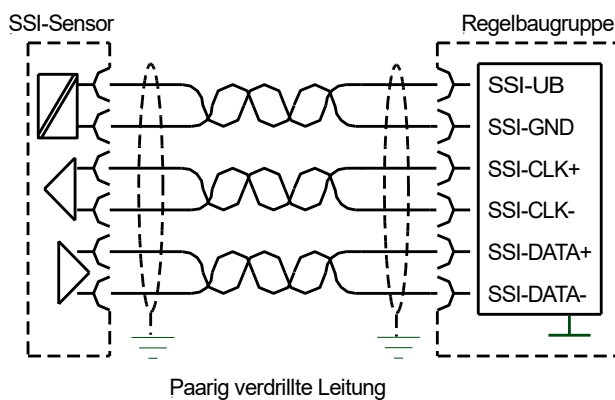 SSI-Sensor
Regelbaugruppe
SSI-UB
SSI-GND
SSI-CLK+
SSI-CLK-
SSI-DATA+
SSI-DATA-
Paarig verdrillte Leitung